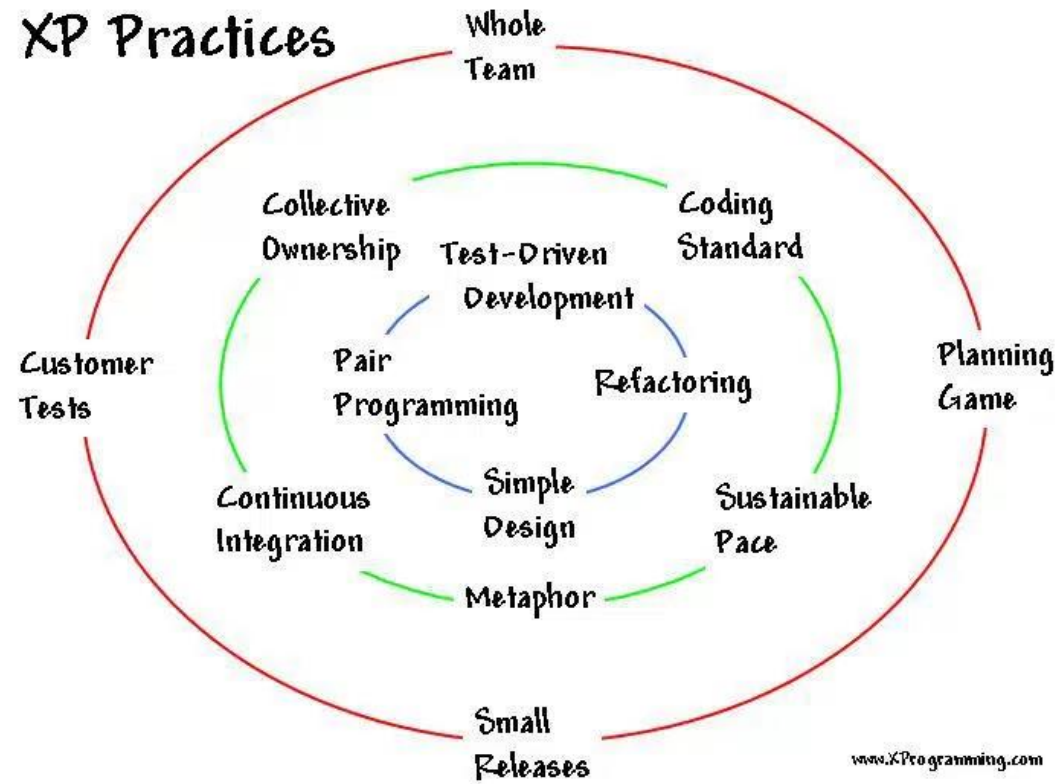 XP Practices
Whole
Team
Collective
Ownership
Coding
Standard
Test-Driven
Development
Customer
Tests
Pair
Programming
Refactoring
Planning
Game
Continuous
Integration
Simple
Design
Sustainable
Pace
Metaphor
Small
Releases
www.XProgramming.com